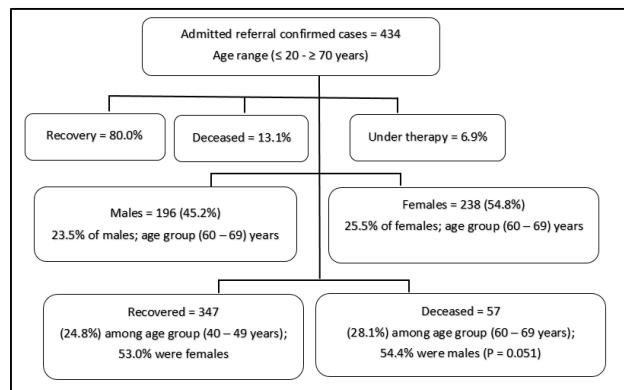 Admitted referral confirmed cases = 434
Age range (≤ 20 - ≥ 70 years)
Recovery = 80.0%
Deceased = 13.1%
Under therapy = 6.9%
Males = 196 (45.2%)
23.5% of males; age group (60 – 69) years
Females = 238 (54.8%)
25.5% of females; age group (60 – 69) years
Recovered = 347
(24.8%) among age group (40 – 49 years);
53.0% were females
Deceased = 57
(28.1%) among age group (60 – 69 years);
54.4% were males (P = 0.051)